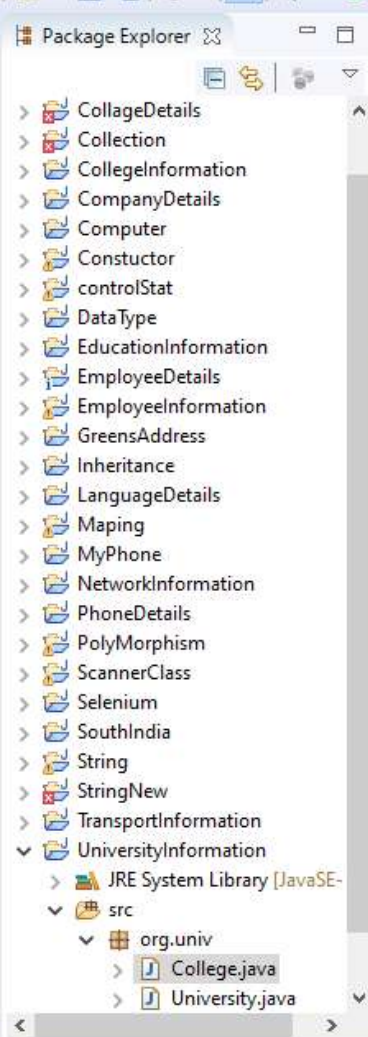 Package Explorer
CollageDetails
Collection
CollegeInformation
CompanyDetails
Computer
Constuctor
controlStat
DataType
EducationInformation
EmployeeDetails
EmployeeInformation
GreensAddress
Inheritance
LanguageDetails
Maping
MyPhone
NetworkInformation
PhoneDetails
PolyMorphism
ScannerClass
Selenium
SouthIndia
String
StringNew
TransportInformation
UniversityInformation
JRE System Library [JavaSE-
src
org.univ
College.java
University.java